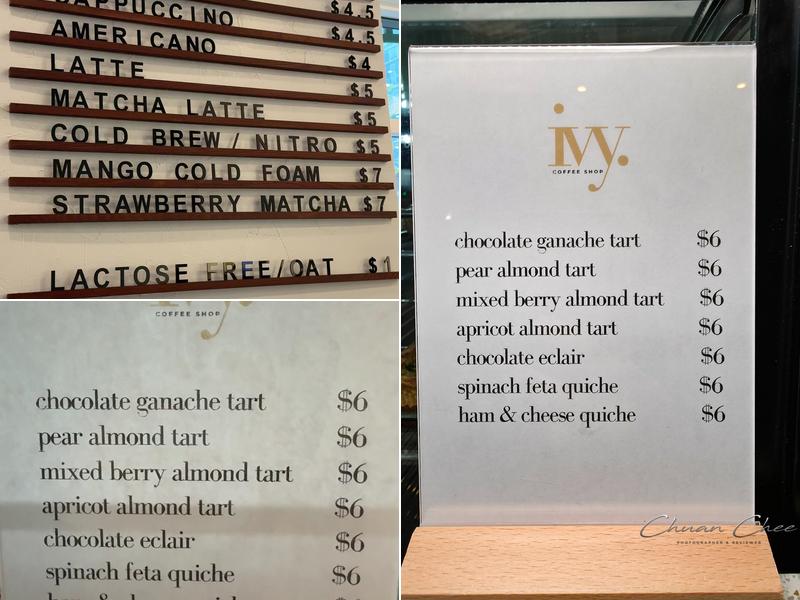 $4.5
CAPPUCCINO $4.5
AMERICANO $4
LATTE $5
MATCHA LATTE $5
COLD BREW / NITRO $5
MANGO COLD FOAM $7
STRAWBERRY MATCHA $7
LACTOSE FREE/OAT $1
ivy.
COFFEE SHOP
chocolate ganache tart $6
pear almond tart $6
mixed berry almond tart $6
apricot almond tart $6
chocolate eclair $6
spinach feta quiche $6
ivy.
COFFEE SHOP
chocolate ganache tart $6
pear almond tart $6
mixed berry almond tart $6
apricot almond tart $6
chocolate eclair $6
spinach feta quiche $6
ham & cheese quiche $6
Chuan Chee
PHOTOGRAPHER & REVIEWER